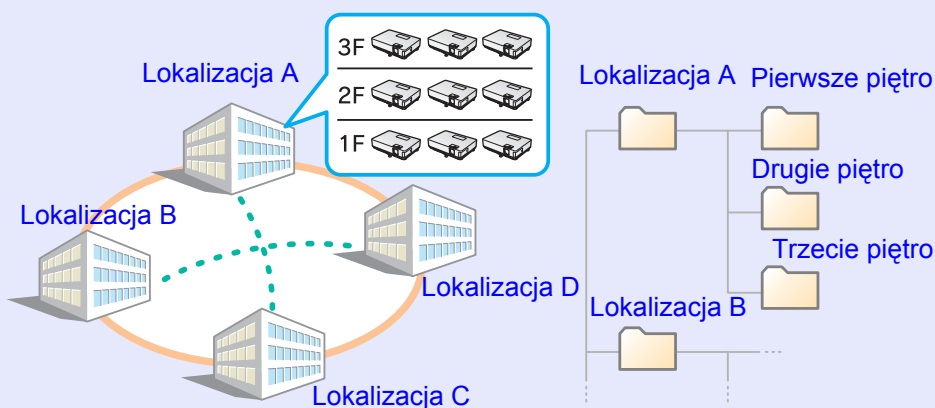 Lokalizacja A
3F
2F
1F
Lokalizacja B
Lokalizacja D
Lokalizacja C
Lokalizacja A
Pierwsze piętro
Drugie piętro
Trzecie piętro
Lokalizacja B